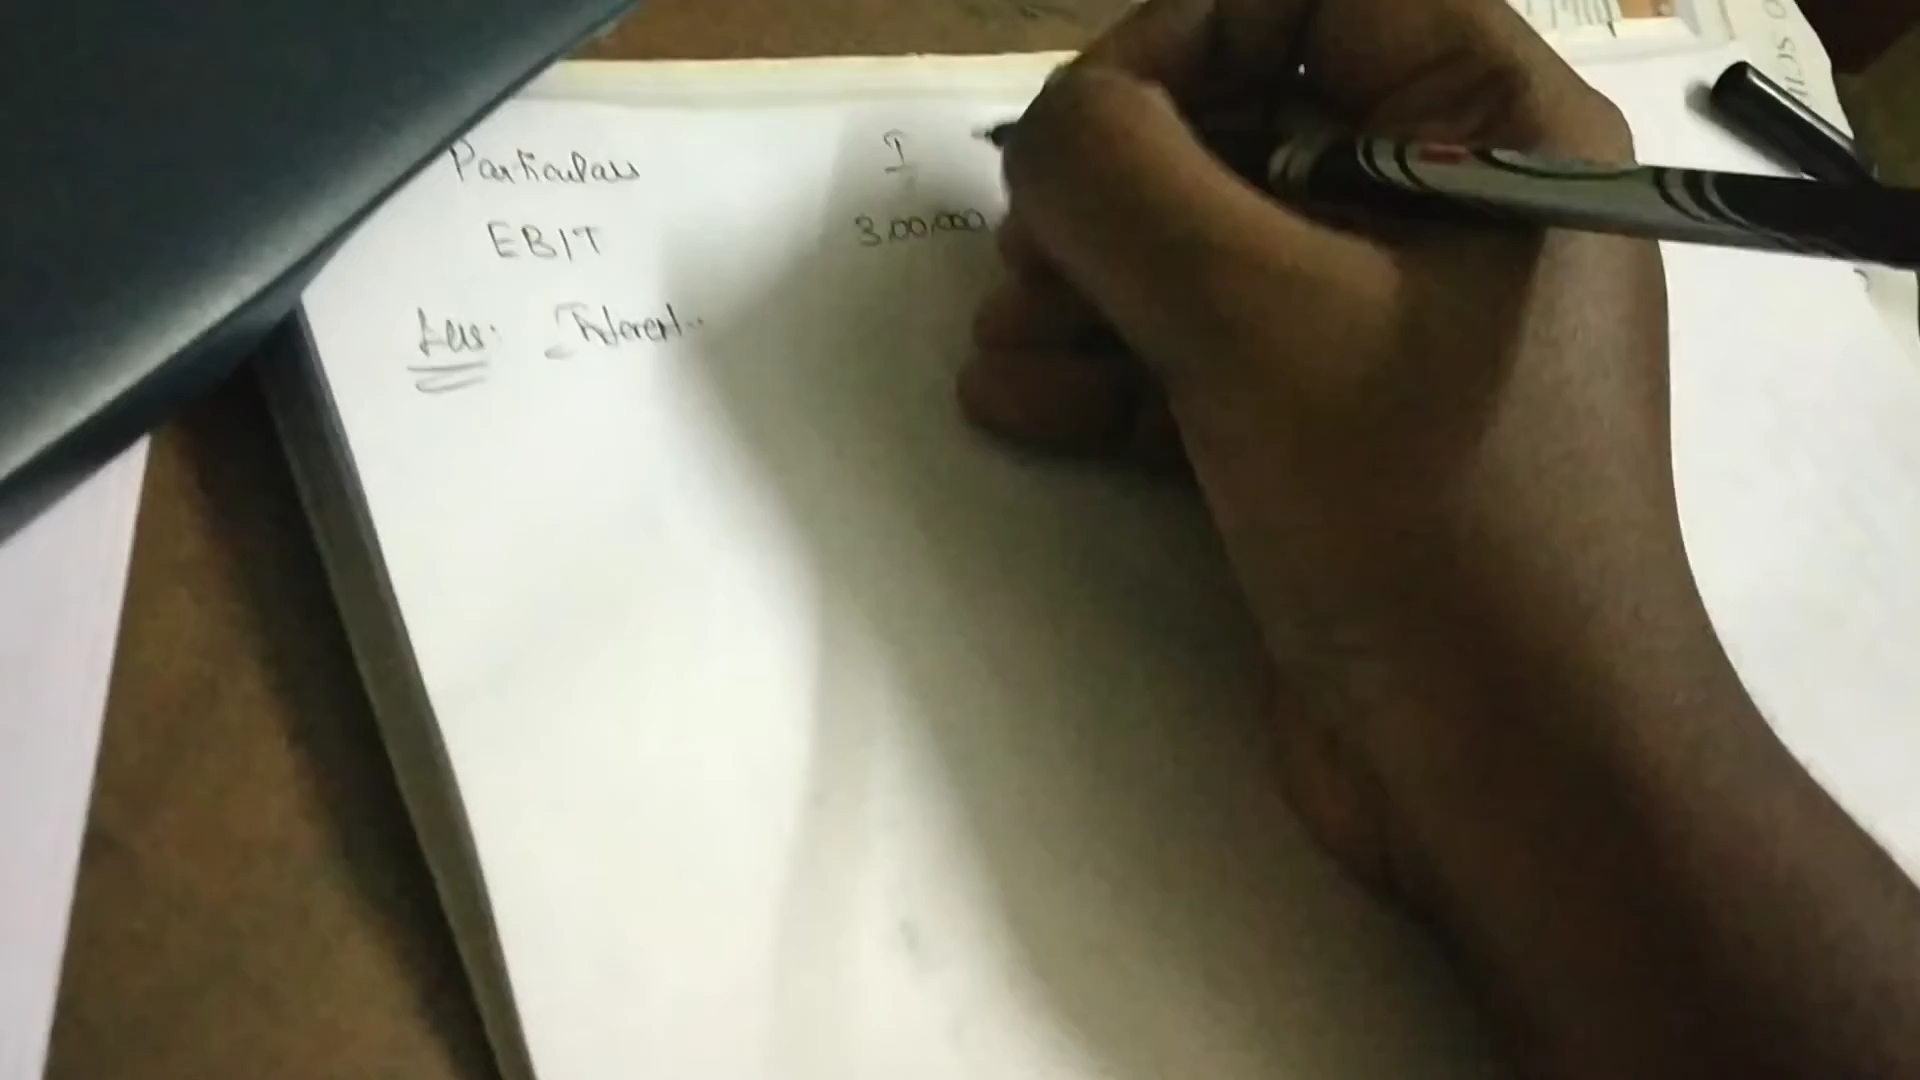 Particulars I
EBIT 3,00,000
Less: Interest